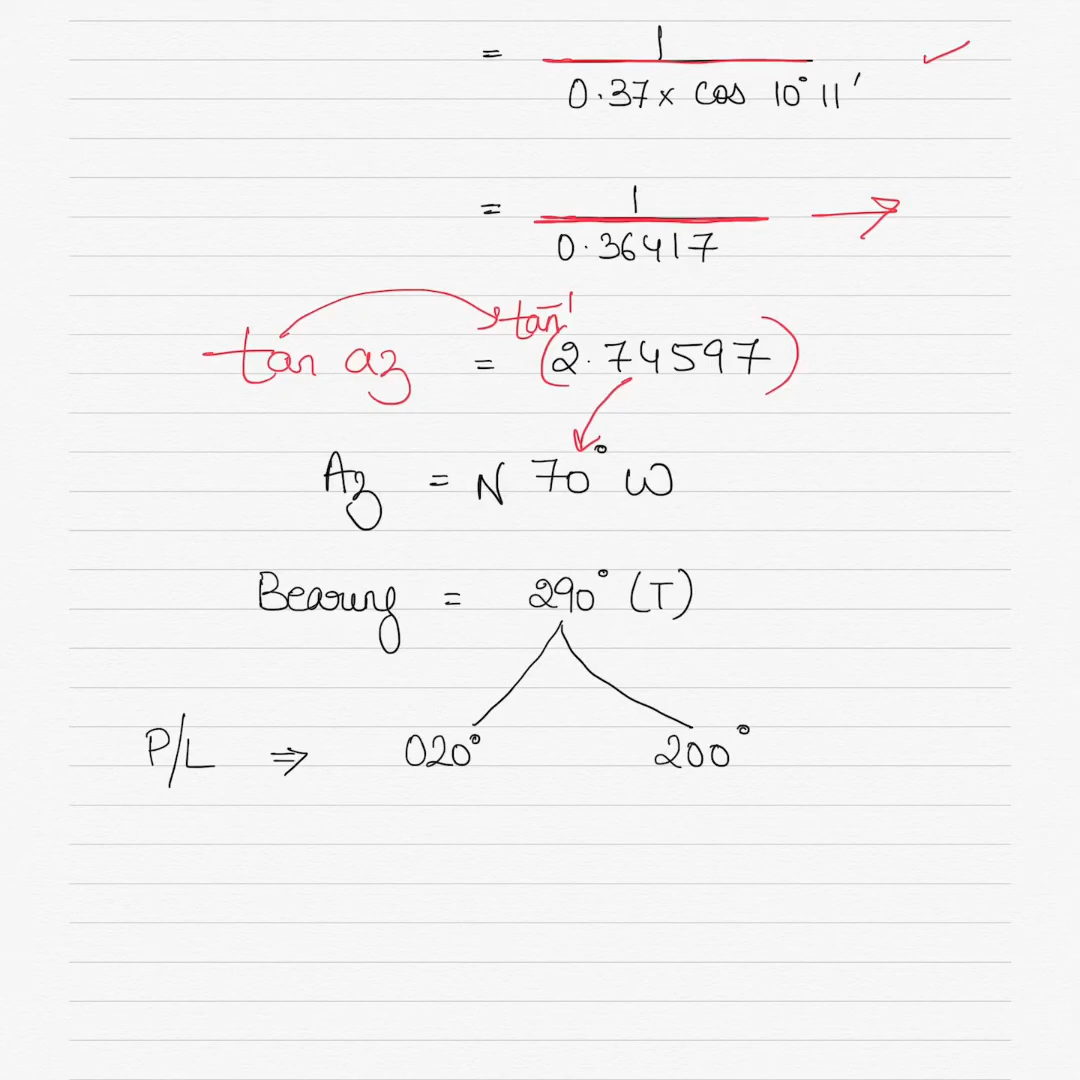 = 1 / 0.37 x cos 10° 11'
= 1 / 0.36417 →
tan az = tan⁻¹ (2.74597)
Az = N 70° W
Bearing = 290° (T)
P/L ⇒ 020° 200°